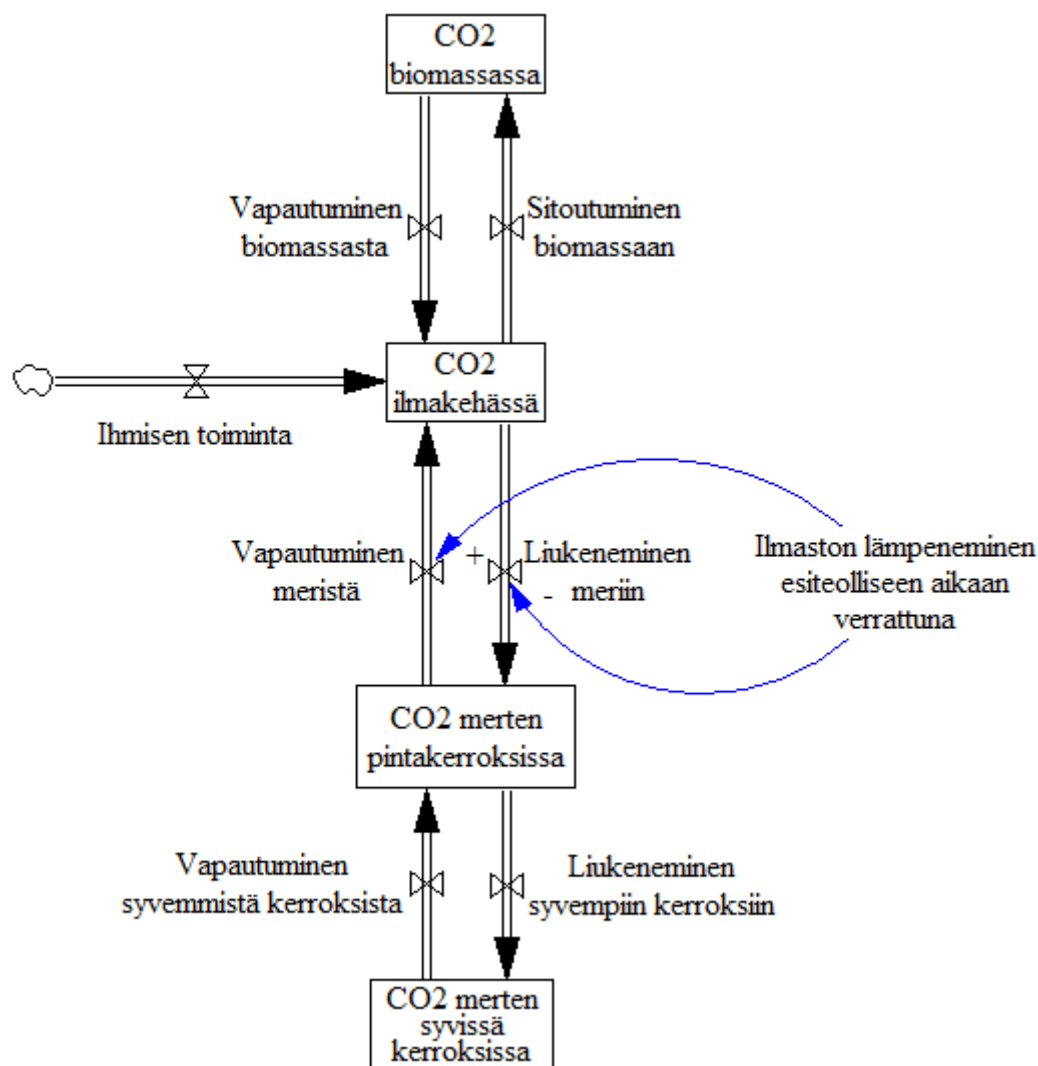 CO2
biomassassa
Vapautuminen
biomassasta
Sitoutuminen
biomassaan
CO2
ilmakehässä
Ihmisen toiminta
Vapautuminen
meristä
+
Liukeneminen
- meriin
Ilmaston lämpeneminen
esiteolliseen aikaan
verrattuna
CO2 merten
pintakerroksissa
Vapautuminen
syvemmistä kerroksista
Liukeneminen
syvempiin kerroksiin
CO2 merten
syvissä
kerroksissa